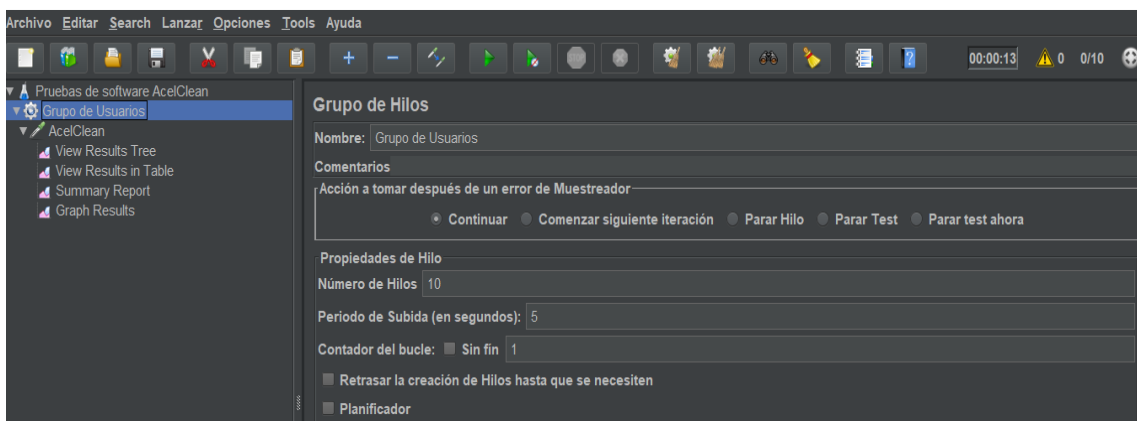 Archivo Editar Search Lanzar Opciones Tools Ayuda
00:00:13 0 0/10
Pruebas de software AcelClean
Grupo de Usuarios
AcelClean
View Results Tree
View Results in Table
Summary Report
Graph Results
Grupo de Hilos
Nombre: Grupo de Usuarios
Comentarios
Acción a tomar después de un error de Muestreador
Continuar Comenzar siguiente iteración Parar Hilo Parar Test Parar test ahora
Propiedades de Hilo
Número de Hilos 10
Periodo de Subida (en segundos): 5
Contador del bucle: Sin fin 1
Retrasar la creación de Hilos hasta que se necesiten
Planificador